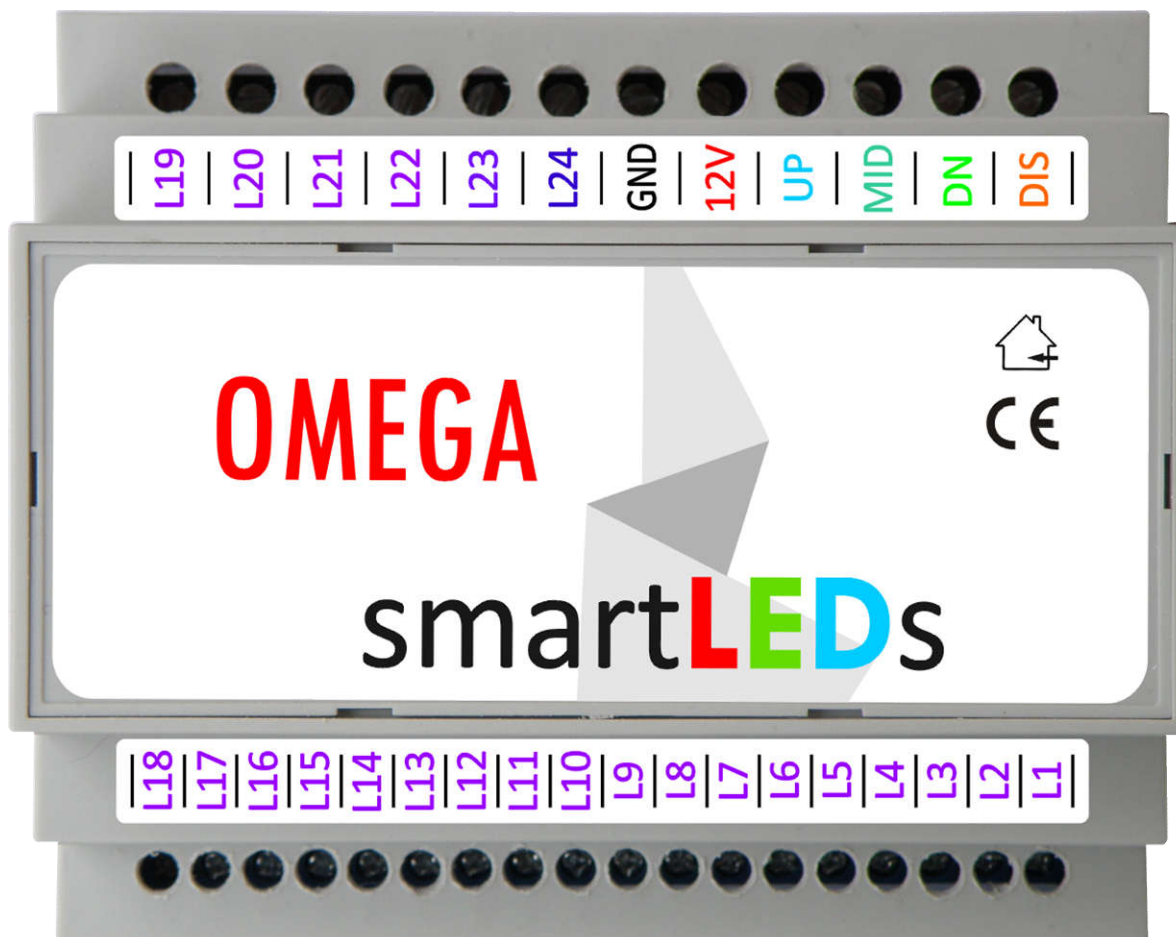 L19 L20 L21 L22 L23 L24 GND 12V UP MID DN DIS
OMEGA
CE
smartLEDs
L18 L17 L16 L15 L14 L13 L12 L11 L10 L9 L8 L7 L6 L5 L4 L3 L2 L1